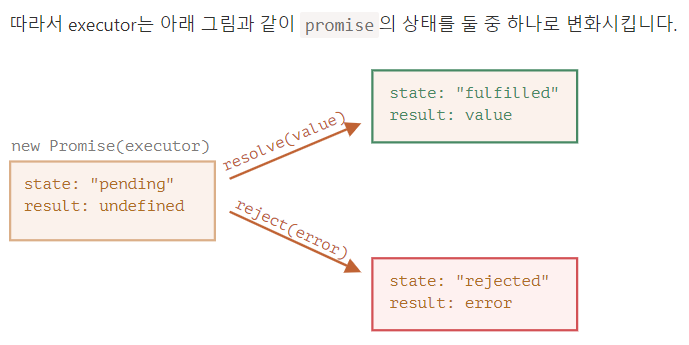 따라서 executor는 아래 그림과 같이 promise의 상태를 둘 중 하나로 변화시킵니다.
new Promise(executor)
state: "pending"
result: undefined
resolve(value)
reject(error)
state: "fulfilled"
result: value
state: "rejected"
result: error